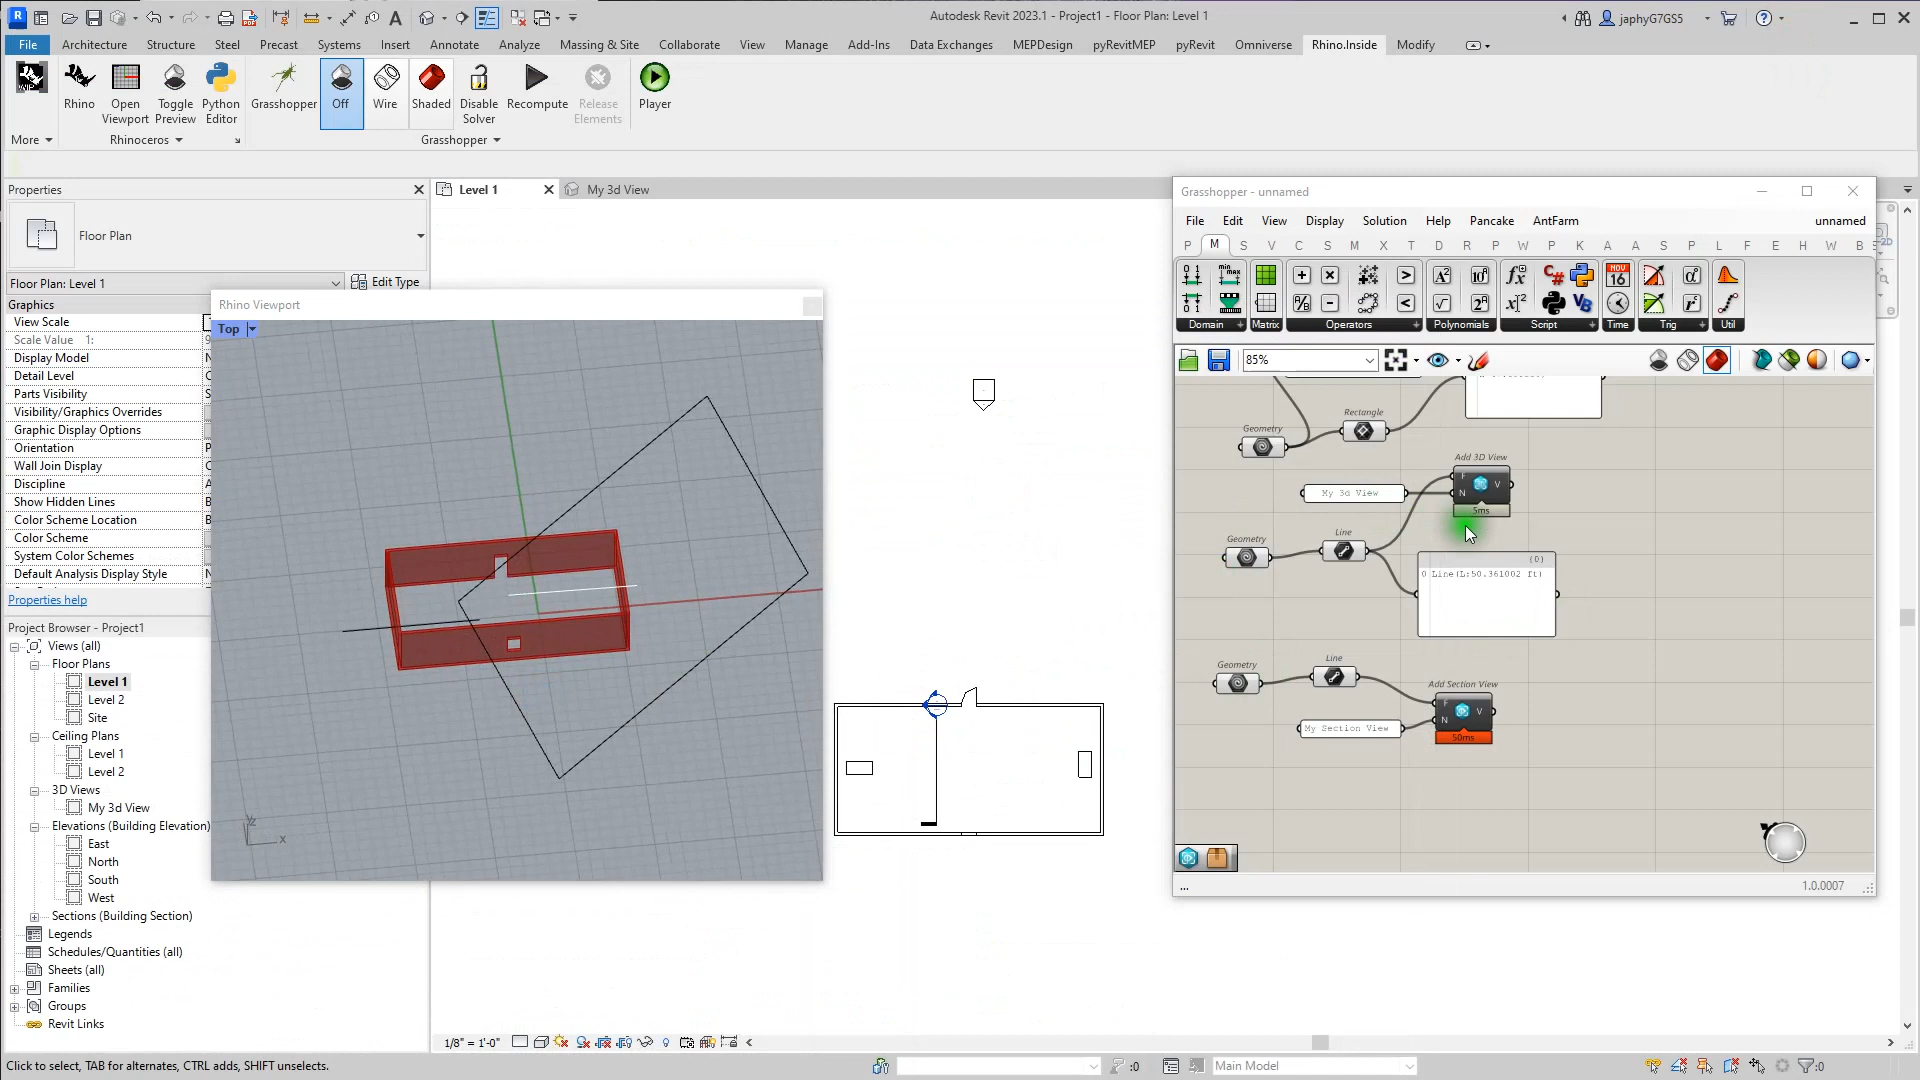 Autodesk Revit 2023.1 - Project1 - Floor Plan: Level 1
japhyG7GS5
File
Architecture
Structure
Steel
Precast
Systems
Insert
Annotate
Analyze
Massing & Site
Collaborate
View
Manage
Add-Ins
Data Exchanges
MEPDesign
pyRevitMEP
pyRevit
Omniverse
Rhino.Inside
Modify
WIP
Rhino
Open
Viewport
Toggle
Preview
Python
Editor
Grasshopper
Off
Wire
Shaded
Disable
Solver
Recompute
Release
Elements
Player
More
Rhinoceros
Grasshopper
Properties
Floor Plan
Floor Plan: Level 1
Edit Type
Graphics
View Scale
Scale Value 1:
Display Model
Detail Level
Parts Visibility
Visibility/Graphics Overrides
Graphic Display Options
Orientation
Wall Join Display
Discipline
Show Hidden Lines
Color Scheme Location
Color Scheme
System Color Schemes
Default Analysis Display Style
Properties help
Project Browser - Project1
Views (all)
Floor Plans
Level 1
Level 2
Site
Ceiling Plans
Level 1
Level 2
3D Views
My 3d View
Elevations (Building Elevation)
East
North
South
West
Sections (Building Section)
Legends
Schedules/Quantities (all)
Sheets (all)
Families
Groups
Revit Links
Level 1
My 3d View
Rhino Viewport
Top
x
Grasshopper - unnamed
File
Edit
View
Display
Solution
Help
Pancake
AntFarm
unnamed
P M S V C S M X T D R P W P K A A S P L F E H W B
Domain
Matrix
Operators
Polynomials
Script
Time
Trig
Util
85%
Geometry
Rectangle
Add 3D View
F
N
V
5ms
My 3d View
Geometry
Line
{0}
0 Line(L:50.361002 ft)
Geometry
Line
Add Section View
F
N
V
50ms
My Section View
...
1.0.0007
1/8" = 1'-0"
Click to select, TAB for alternates, CTRL adds, SHIFT unselects.
:0
Main Model
:0